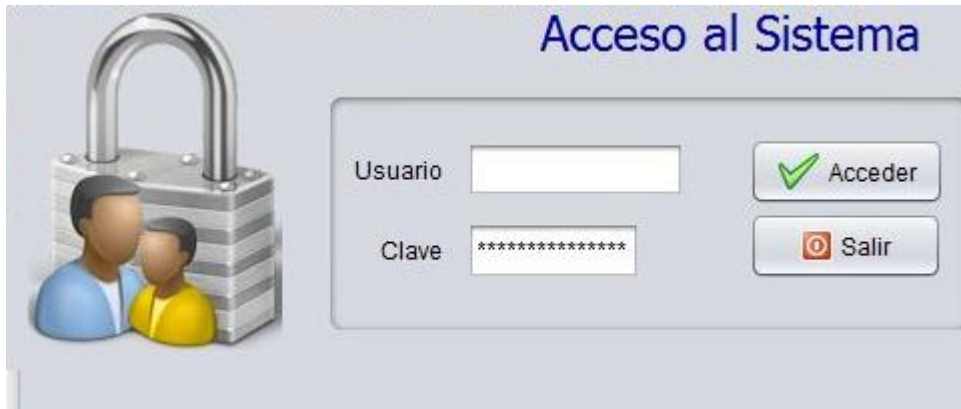 Acceso al Sistema
Usuario
Acceder
Clave ***************
Salir